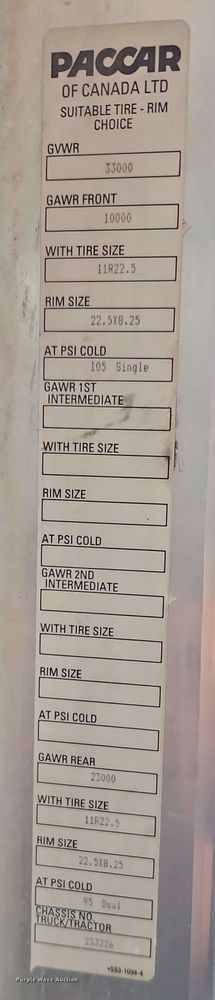 PACCAR
OF CANADA LTD
SUITABLE TIRE - RIM
CHOICE
GVWR
33000
GAWR FRONT
10000
WITH TIRE SIZE
11R22.5
RIM SIZE
22.5X8.25
AT PSI COLD
105 Single
GAWR 1ST
INTERMEDIATE
WITH TIRE SIZE
RIM SIZE
AT PSI COLD
GAWR 2ND
INTERMEDIATE
WITH TIRE SIZE
RIM SIZE
AT PSI COLD
GAWR REAR
23000
WITH TIRE SIZE
11R22.5
RIM SIZE
22.5X8.25
AT PSI COLD
95 Dual
CHASSIS NO.
TRUCK/TRACTOR
233226
S53-1094-4
Purple Wave Auction